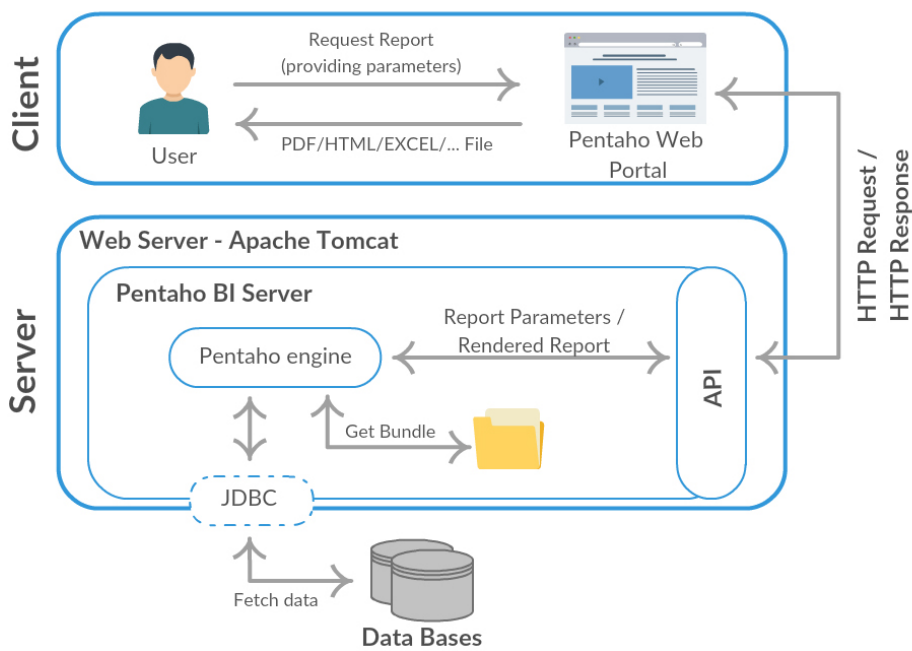 Client
Request Report
(providing parameters)
PDF/HTML/EXCEL/... File
User
Pentaho Web
Portal
HTTP Request /
HTTP Response
Server
Web Server - Apache Tomcat
Pentaho BI Server
Pentaho engine
Report Parameters /
Rendered Report
API
Get Bundle
JDBC
Fetch data
Data Bases